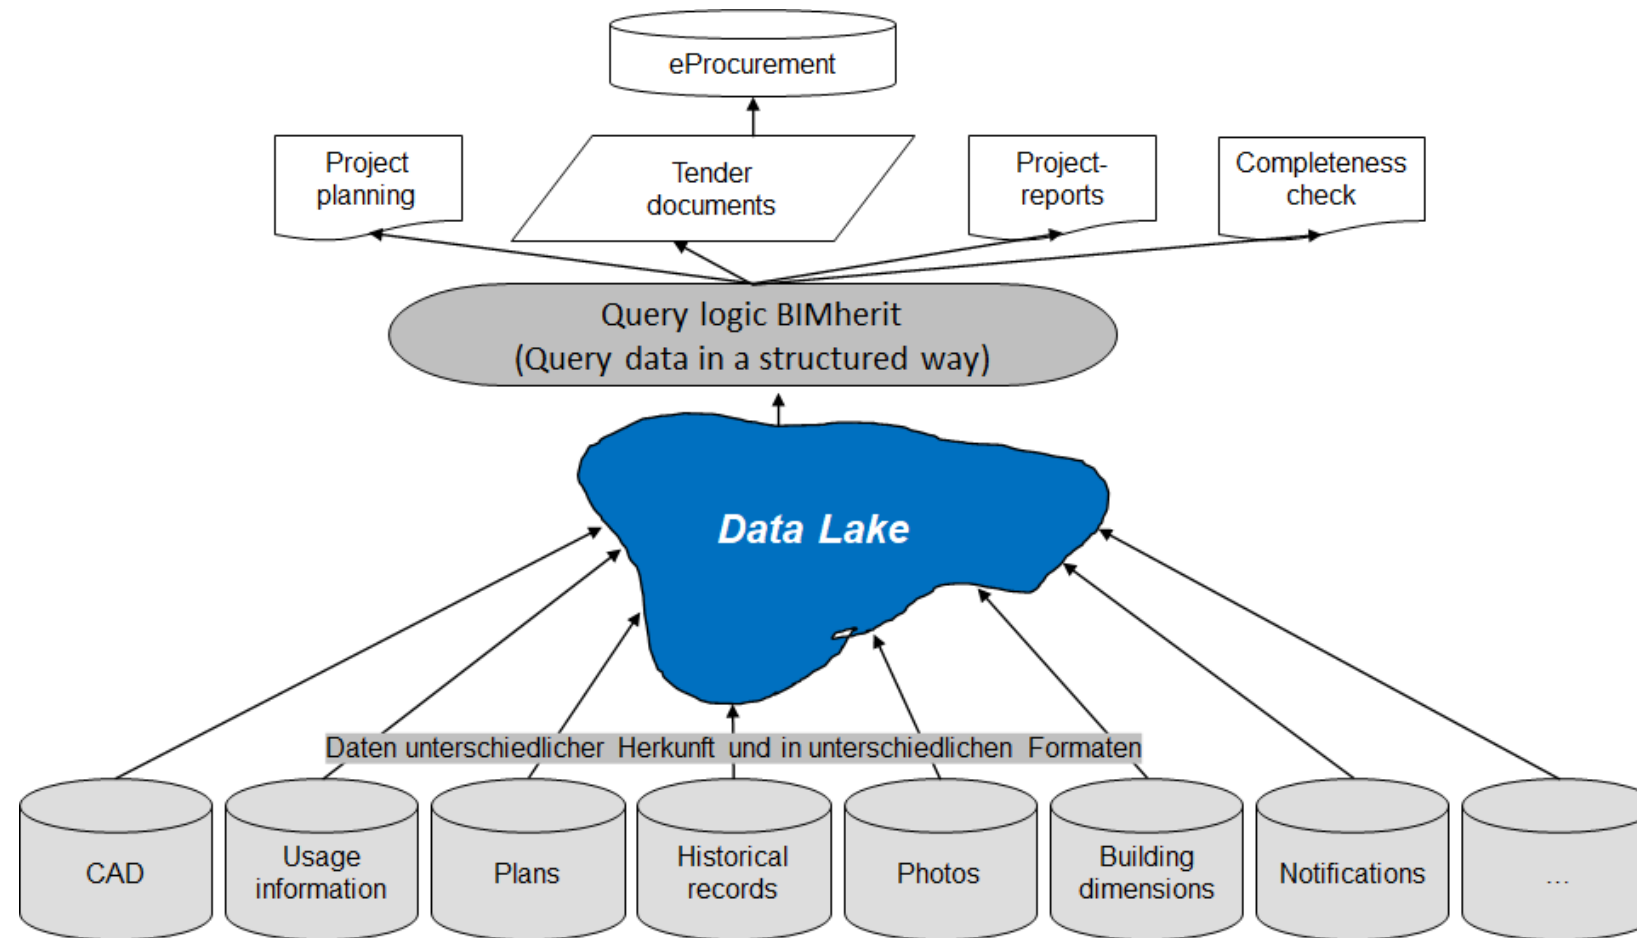 eProcurement
Project
planning
Tender
documents
Project-
reports
Completeness
check
Query logic BIMherit
(Query data in a structured way)
Data Lake
Daten unterschiedlicher Herkunft und in unterschiedlichen Formaten
CAD
Usage
information
Plans
Historical
records
Photos
Building
dimensions
Notifications
...